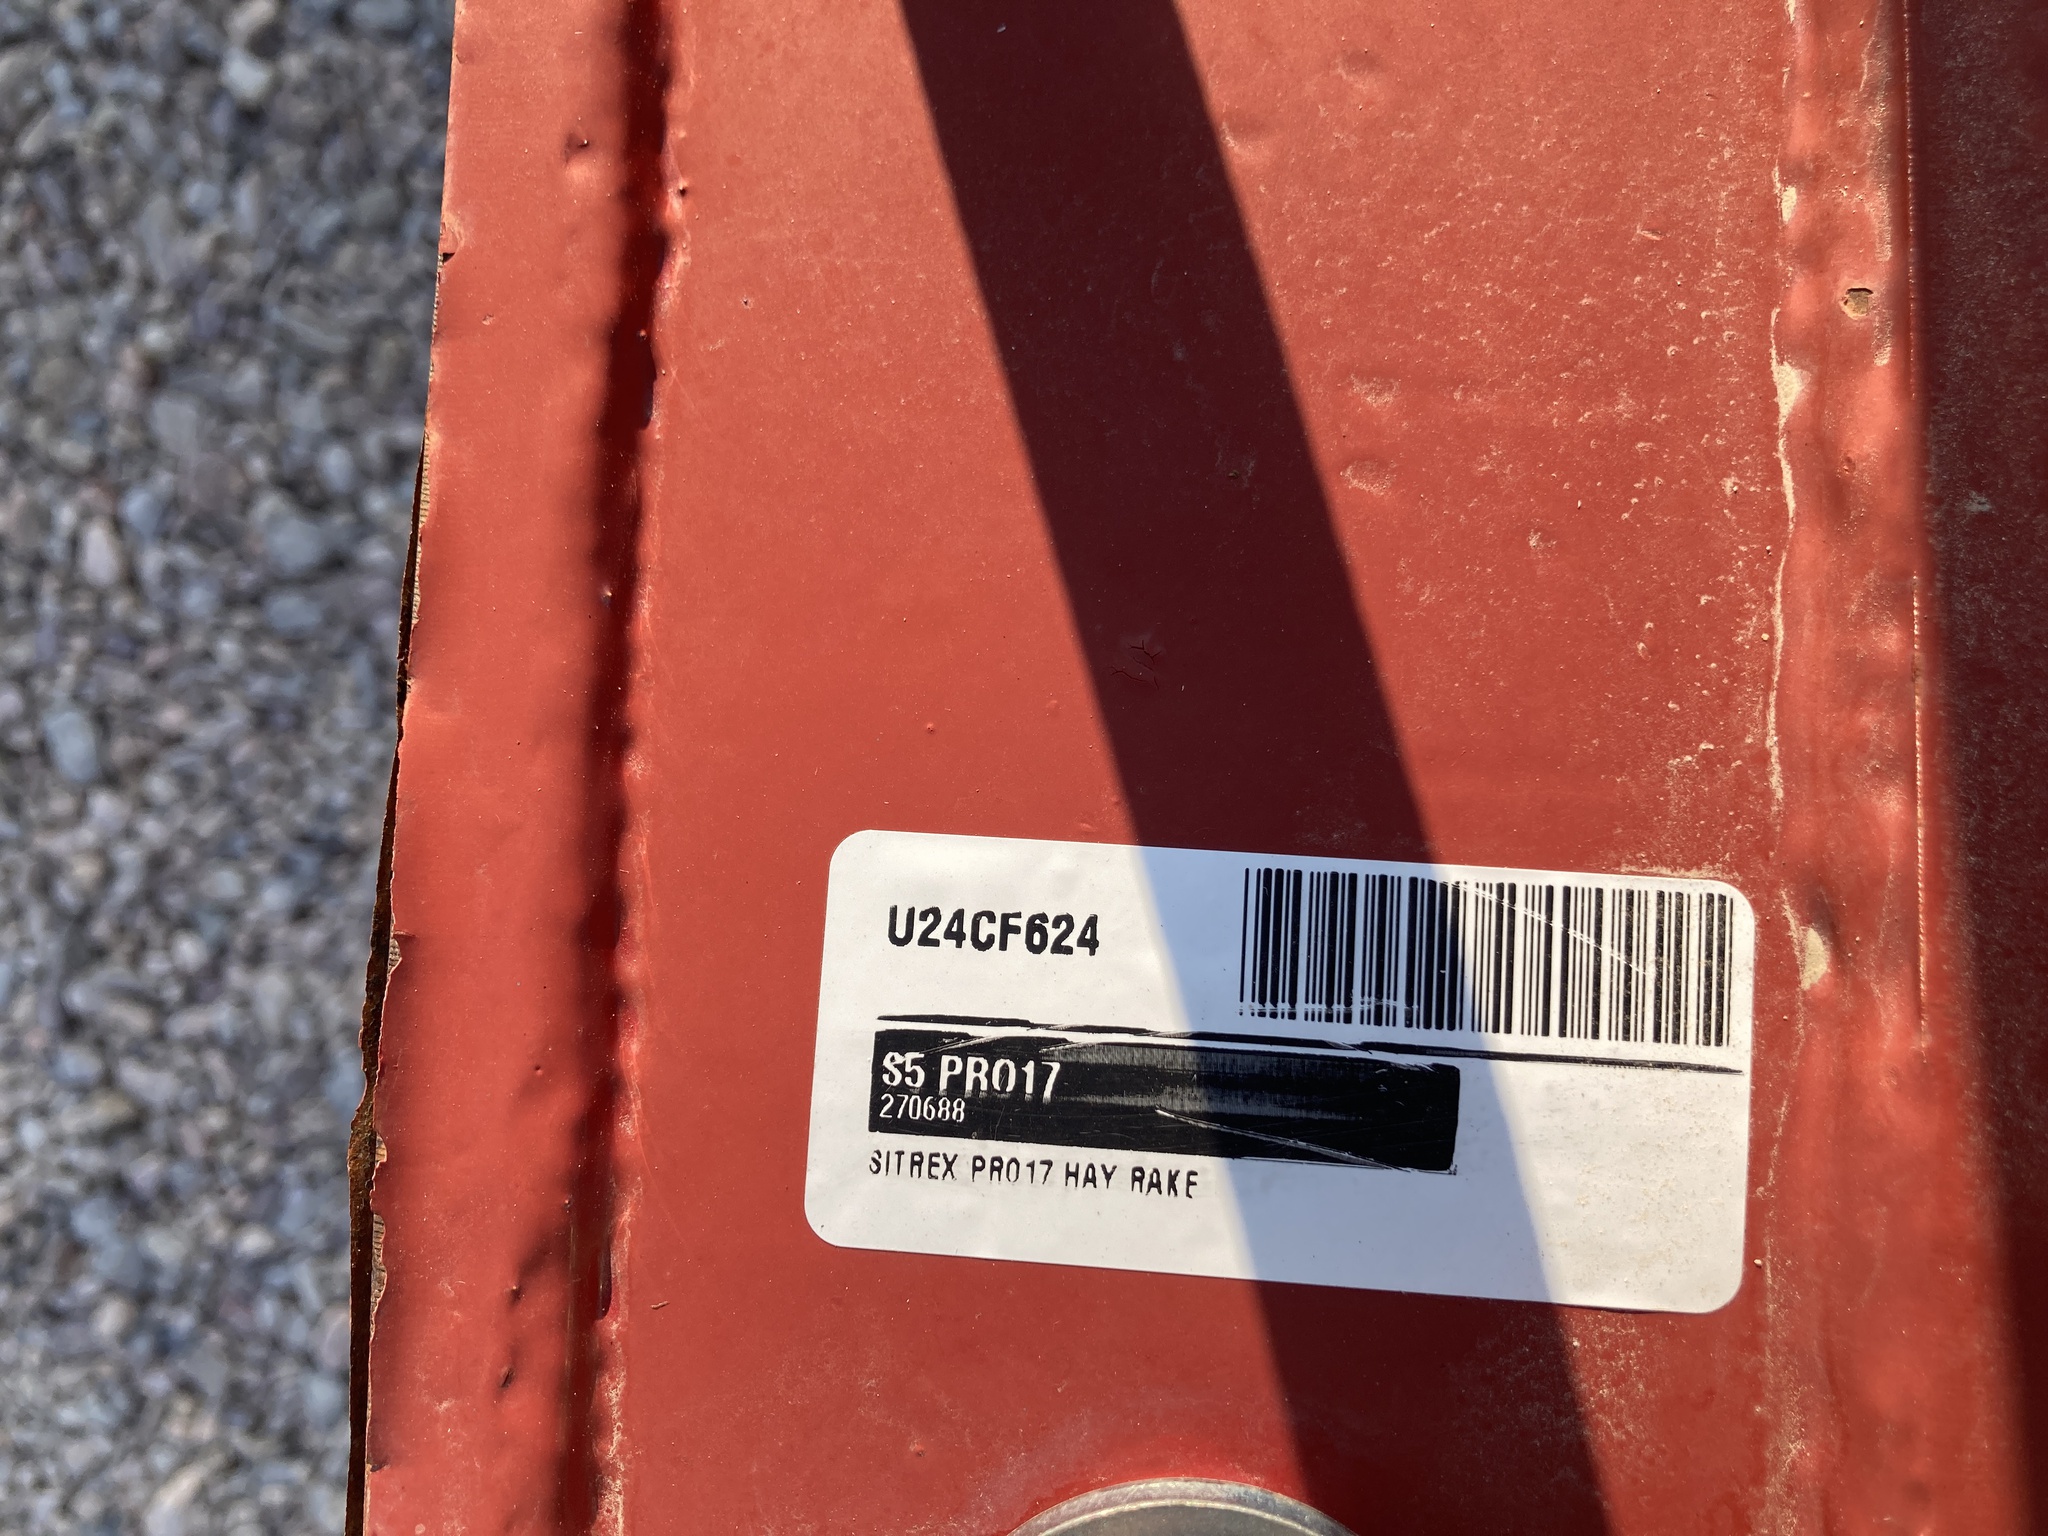 U24CF624
S5 PRO17
270688
SITREX PRO17 HAY RAKE